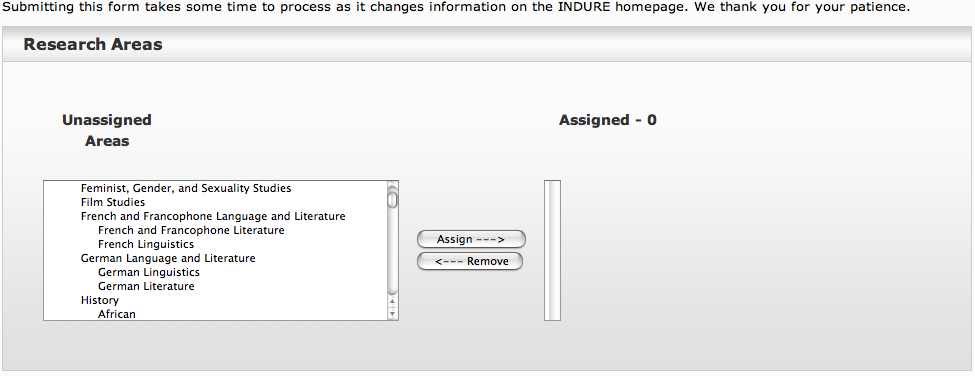 Submitting this form takes some time to process as it changes information on the INDURE homepage. We thank you for your patience.
Research Areas
Unassigned
Areas
Assigned - 0
Feminist, Gender, and Sexuality Studies
Film Studies
French and Francophone Language and Literature
French and Francophone Literature
French Linguistics
German Language and Literature
German Linguistics
German Literature
History
African
Assign --->
<--- Remove